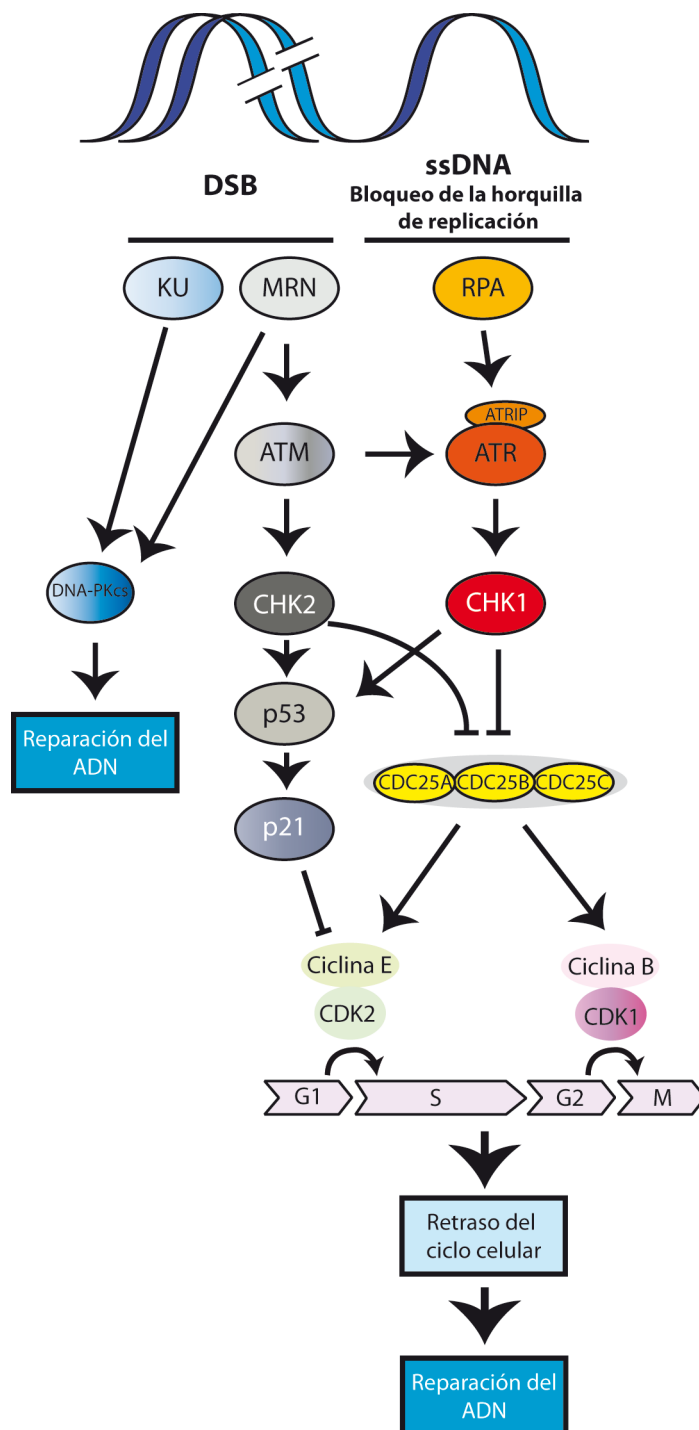 DSB
ssDNA
Bloqueo de la horquilla
de replicación
KU
MRN
RPA
ATRIP
ATM
ATR
DNA-PKcs
CHK2
CHK1
p53
Reparación del
ADN
CDC25A
CDC25B
CDC25C
p21
Ciclina E
Ciclina B
CDK2
CDK1
G1
S
G2
M
Retraso del
ciclo celular
Reparación del
ADN